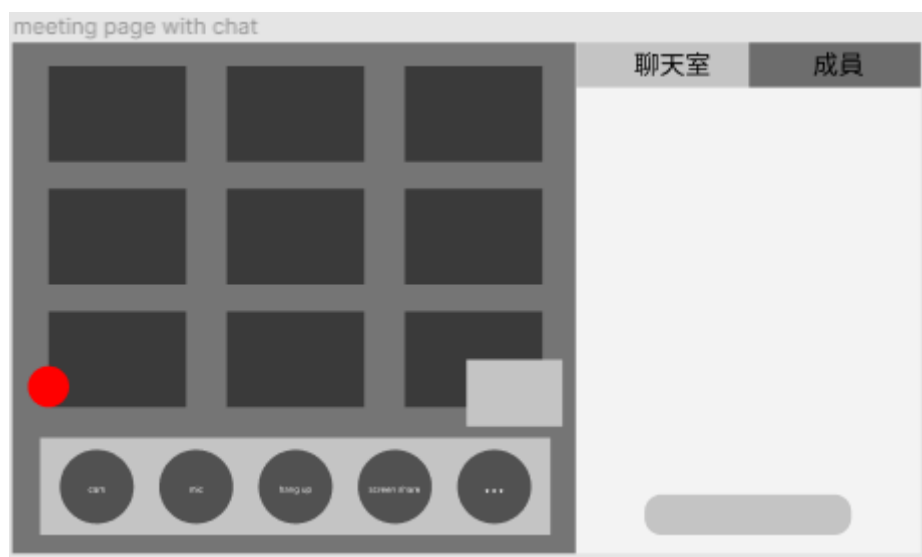 meeting page with chat
聊天室
成員
cam
mic
hang up
screen share
...